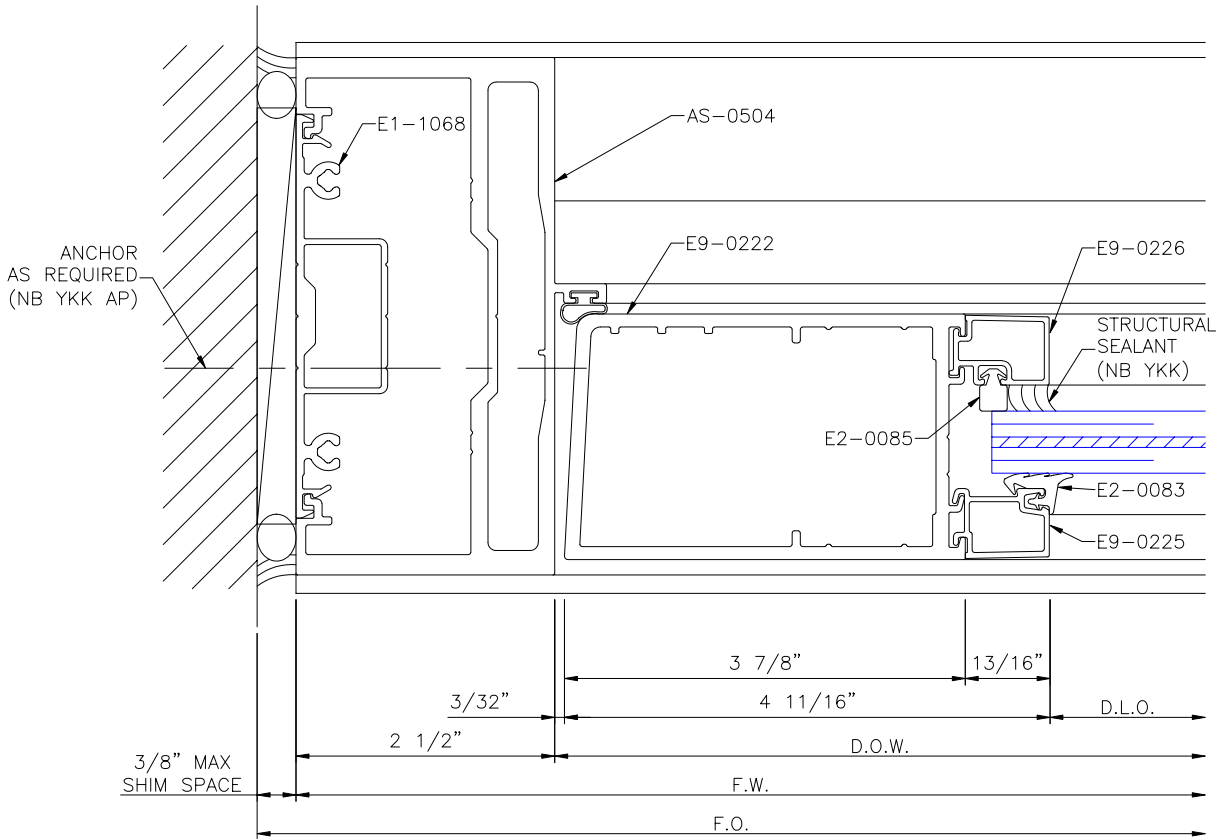 E1-1068
AS-0504
ANCHOR
AS REQUIRED
(NB YKK AP)
E9-0222
E9-0226
STRUCTURAL
SEALANT
(NB YKK)
E2-0085
E2-0083
E9-0225
3 7/8”
13/16”
3/32”
4 11/16”
D.L.O.
2 1/2”
D.O.W.
3/8” MAX
SHIM SPACE
F.W.
F.O.